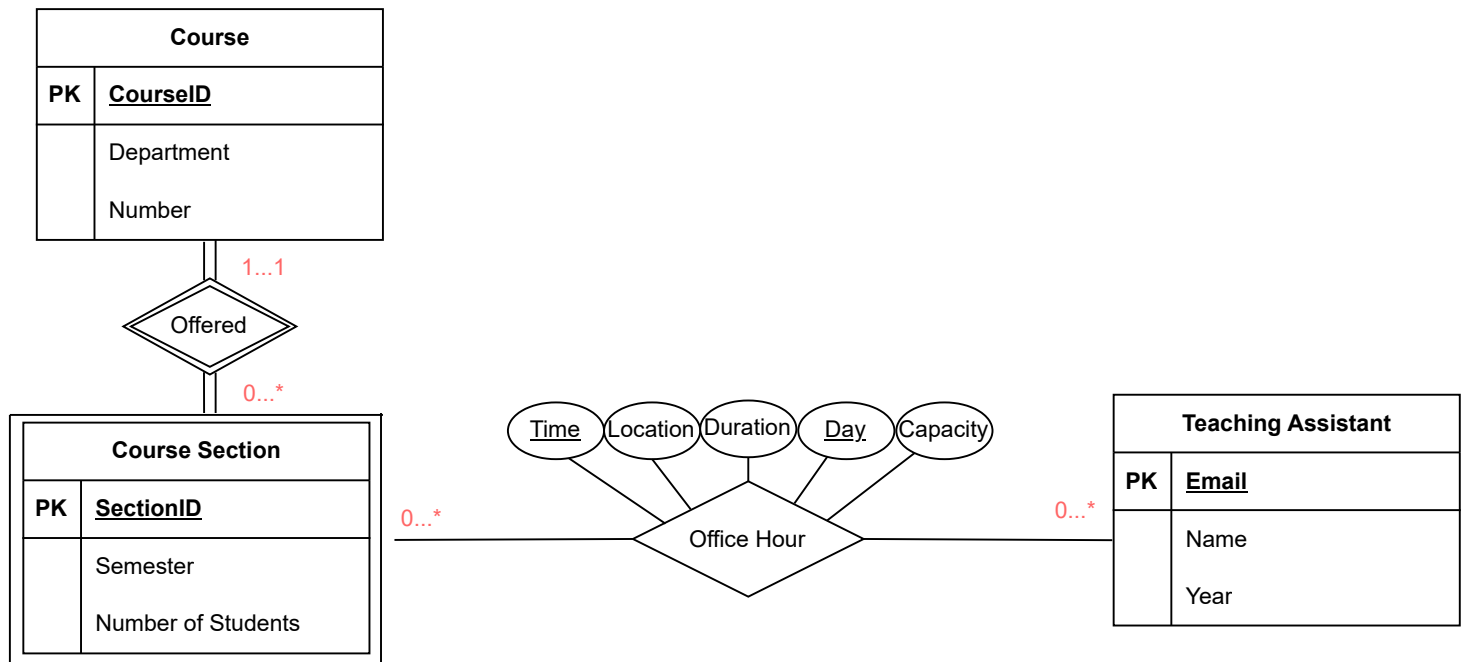 Course
PK CourseID
Department
Number
1...1
Offered
0...*
Course Section
PK SectionID
Semester
Number of Students
0...*
Time Location Duration Day Capacity
Office Hour
0...*
Teaching Assistant
PK Email
Name
Year